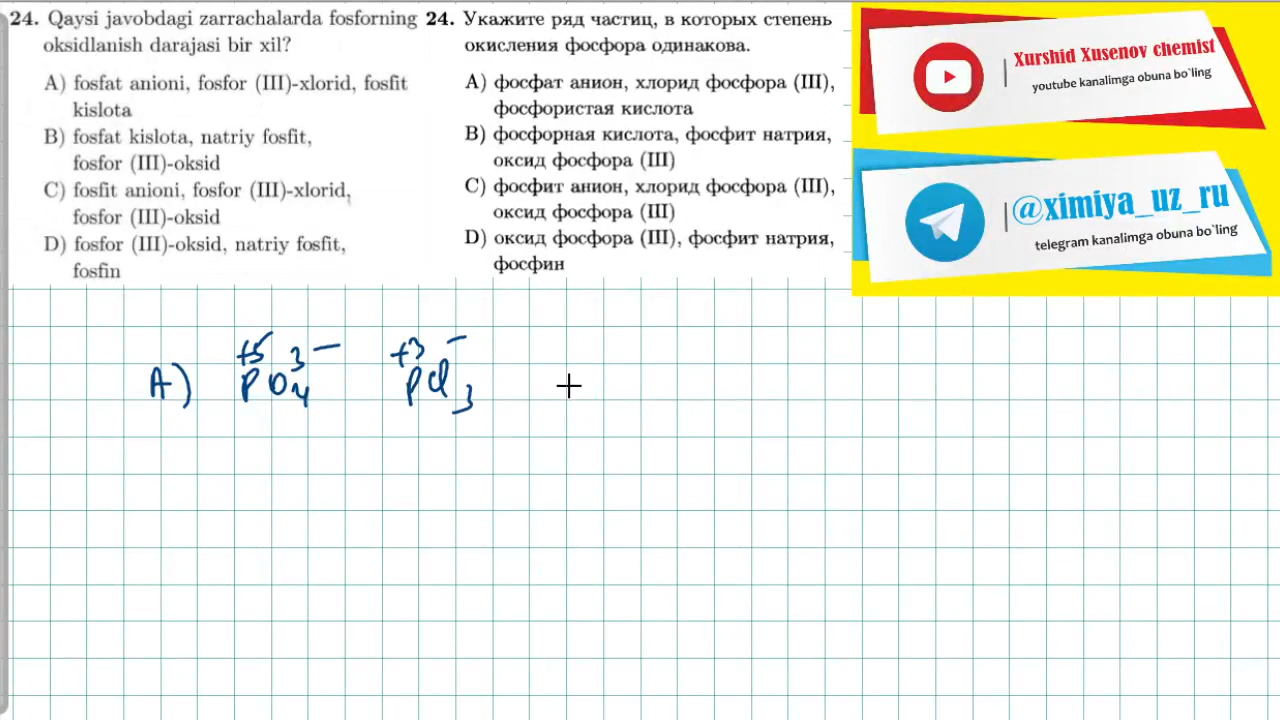 24. Qaysi javobdagi zarrachalarda fosforning
oksidlanish darajasi bir xil?
A) fosfat anioni, fosfor (III)-xlorid, fosfit
kislota
B) fosfat kislota, natriy fosfit,
fosfor (III)-oksid
C) fosfit anioni, fosfor (III)-xlorid,
fosfor (III)-oksid
D) fosfor (III)-oksid, natriy fosfit,
fosfin
24. Укажите ряд частиц, в которых степень
окисления фосфора одинакова.
A) фосфат анион, хлорид фосфора (III),
фосфористая кислота
B) фосфорная кислота, фосфит натрия,
оксид фосфора (III)
C) фосфит анион, хлорид фосфора (III),
оксид фосфора (III)
D) оксид фосфора (III), фосфит натрия,
фосфин
Xurshid Xusenov chemist
youtube kanalimga obuna bo`ling
@ximiya_uz_ru
telegram kanalimga obuna bo`ling
+5 3− +3 −
A) PO4 PCl3